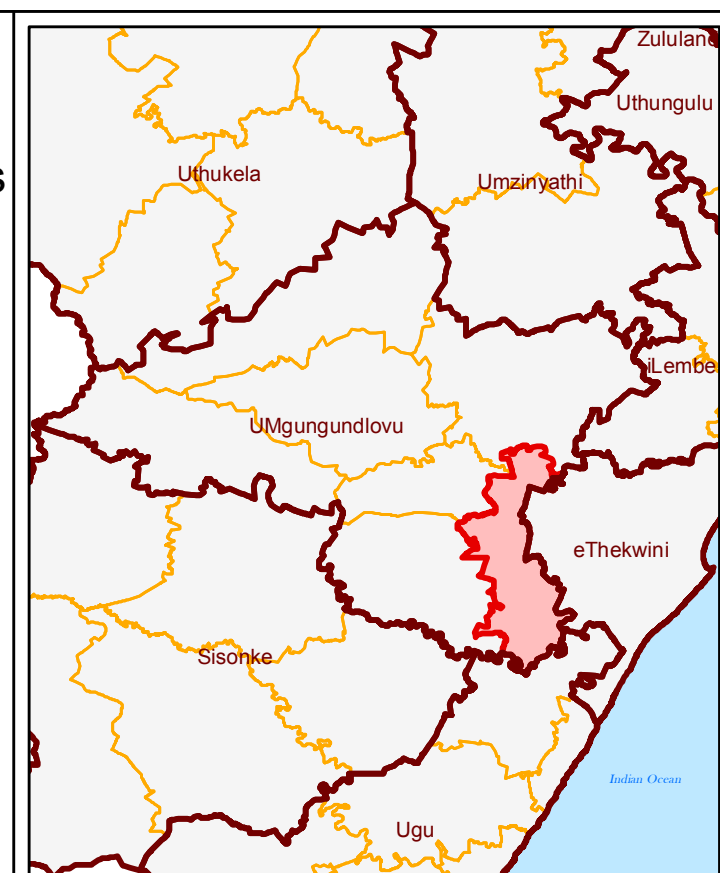 Zululand
Uthungulu
s
Uthukela
Umzinyathi
iLembe
UMgungundlovu
eThekwini
Sisonke
Indian Ocean
Ugu